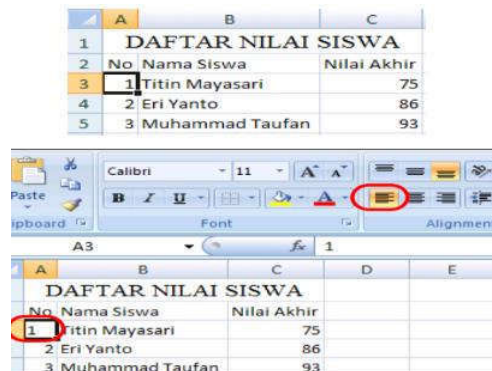 A B C
1 DAFTAR NILAI SISWA
2 No Nama Siswa Nilai Akhir
3 1 Titin Mayasari 75
4 2 Eri Yanto 86
5 3 Muhammad Taufan 93
Calibri 11 A A
Paste B I U A
ipboard Font Alignmen
A3 fx 1
A B C D E
DAFTAR NILAI SISWA
No Nama Siswa Nilai Akhir
1 Titin Mayasari 75
2 Eri Yanto 86
3 Muhammad Taufan 93